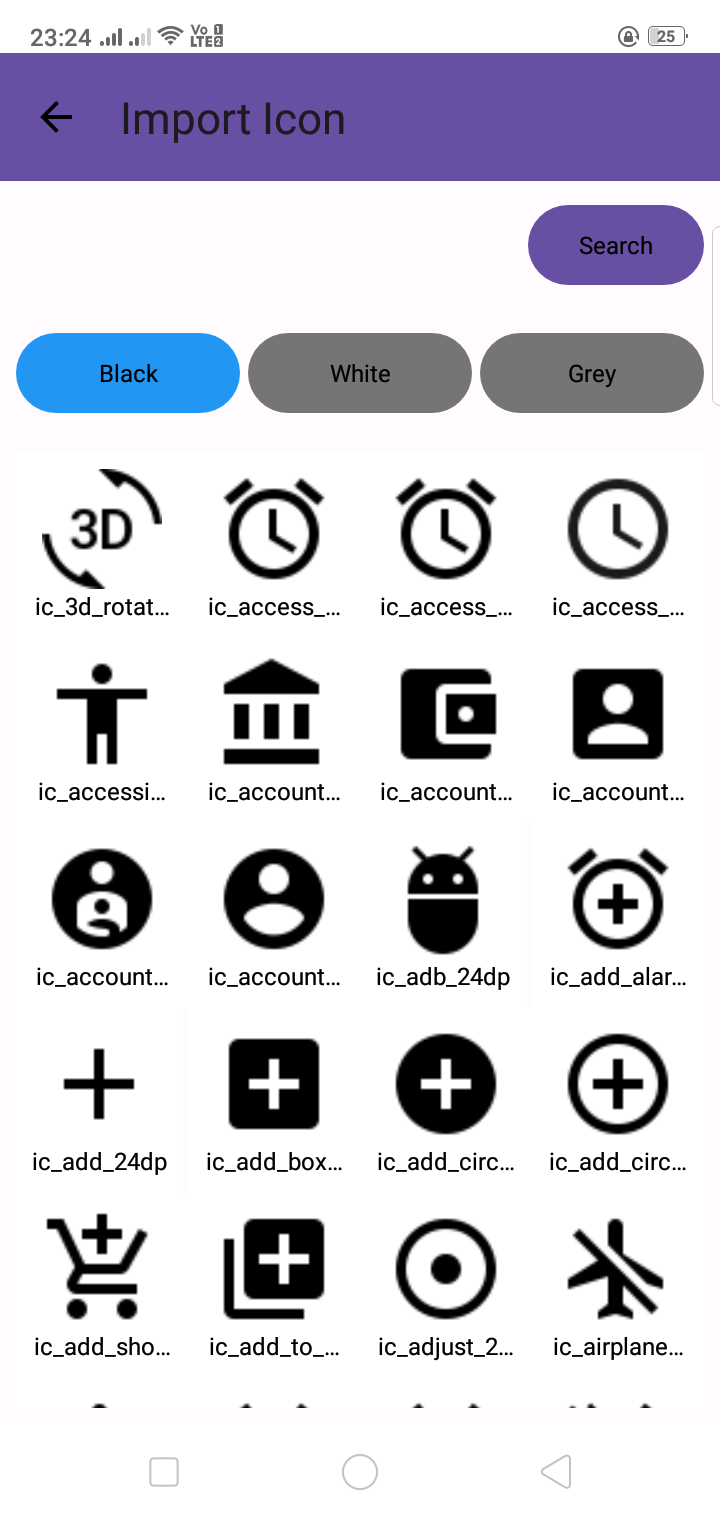 23:24 Vo 1 LTE2 25
Import Icon
Search
Black White Grey
3D
ic_3d_rotat... ic_access_... ic_access_... ic_access_...
ic_accessi... ic_account... ic_account... ic_account...
ic_account... ic_account... ic_adb_24dp ic_add_alar...
ic_add_24dp ic_add_box... ic_add_circ... ic_add_circ...
ic_add_sho... ic_add_to_... ic_adjust_2... ic_airplane...